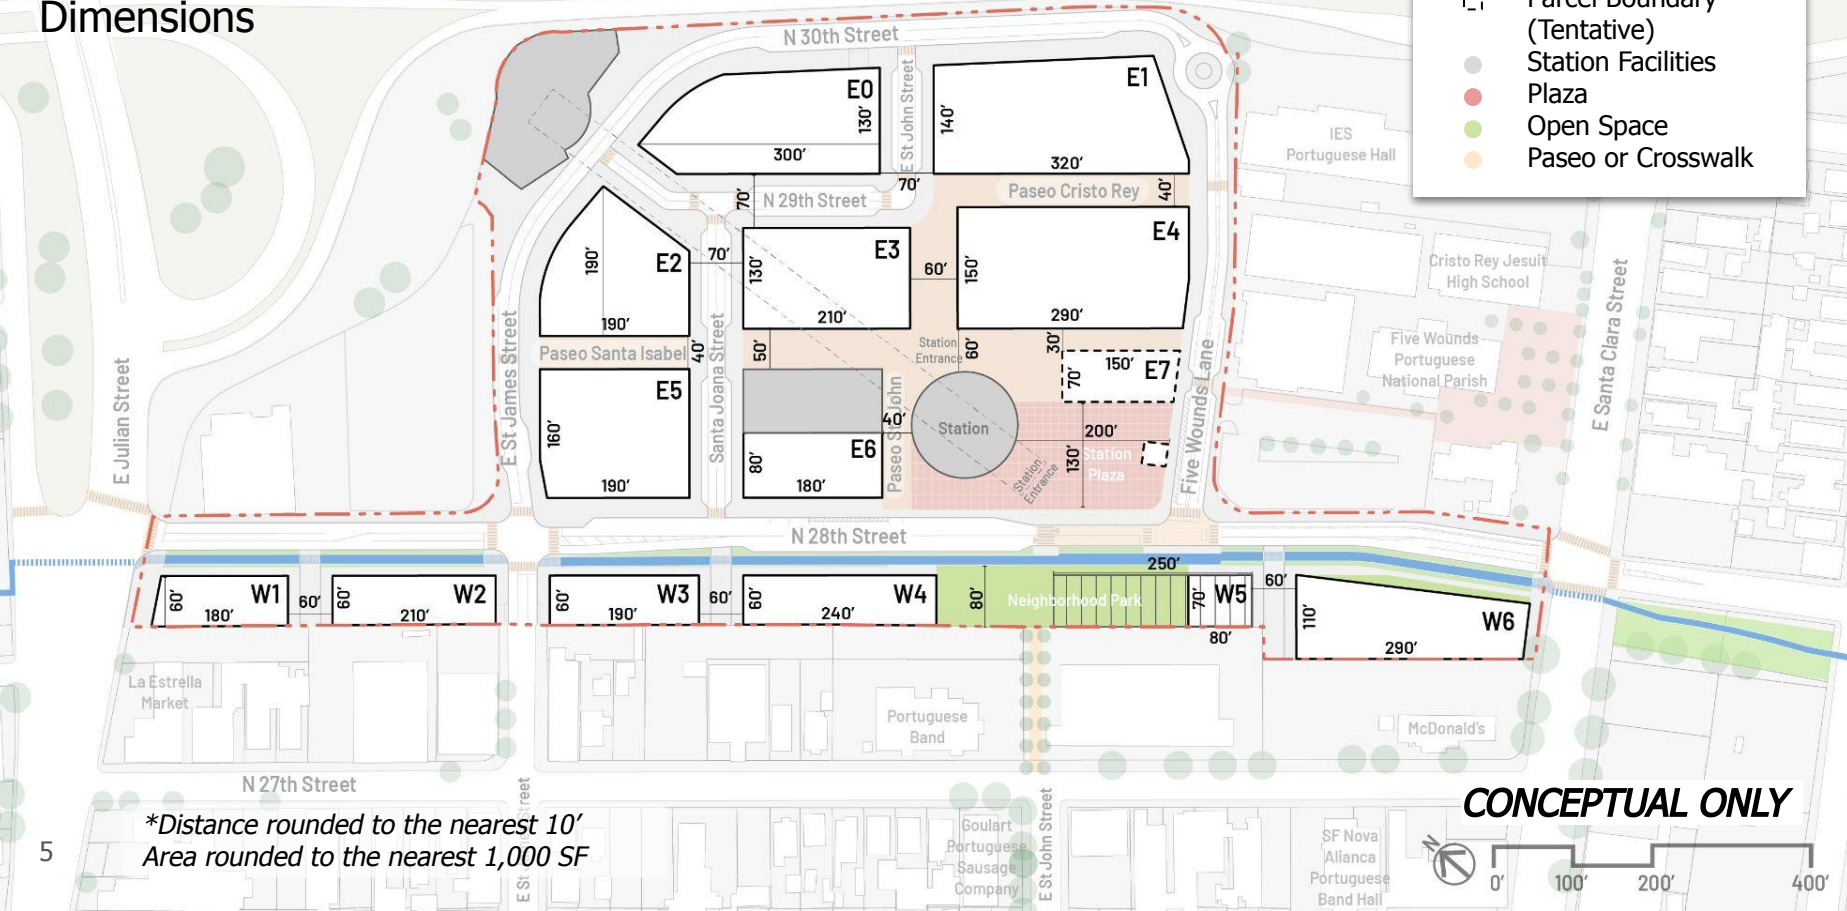 Dimensions
Parcel Boundary
(Tentative)
Station Facilities
Plaza
Open Space
Paseo or Crosswalk
N 30th Street
E0
130′
300′
E St John Street
E1
140′
320′
IES
Portuguese Hall
70′
70′
N 29th Street
Paseo Cristo Rey
40′
190′
E2
190′
70′
130′
E3
210′
60′
150′
E4
290′
Cristo Rey Jesuit
High School
E Santa Clara Street
E Julian Street
E St James Street
Paseo Santa Isabel
40′
Santa Joana Street
50′
Station
Entrance
60′
30′
150′
E7
70′
Five Wounds Lane
Five Wounds
Portuguese
National Parish
E5
160′
190′
E6
80′
180′
40′
Paseo St John
Station
200′
130′
Station
Plaza
Station
Entrance
N 28th Street
60′
W1
180′
60′
60′
W2
210′
60′
W3
190′
60′
60′
W4
240′
80′
Neighborhood Park
250′
70′
W5
80′
60′
110′
W6
290′
La Estrella
Market
Portuguese
Band
McDonald's
N 27th Street
E St John Street
Goulart
Portuguese
Sausage
Company
SF Nova
Alianca
Portuguese
Band Hall
CONCEPTUAL ONLY
*Distance rounded to the nearest 10′
Area rounded to the nearest 1,000 SF
5
N
0′ 100′ 200′ 400′